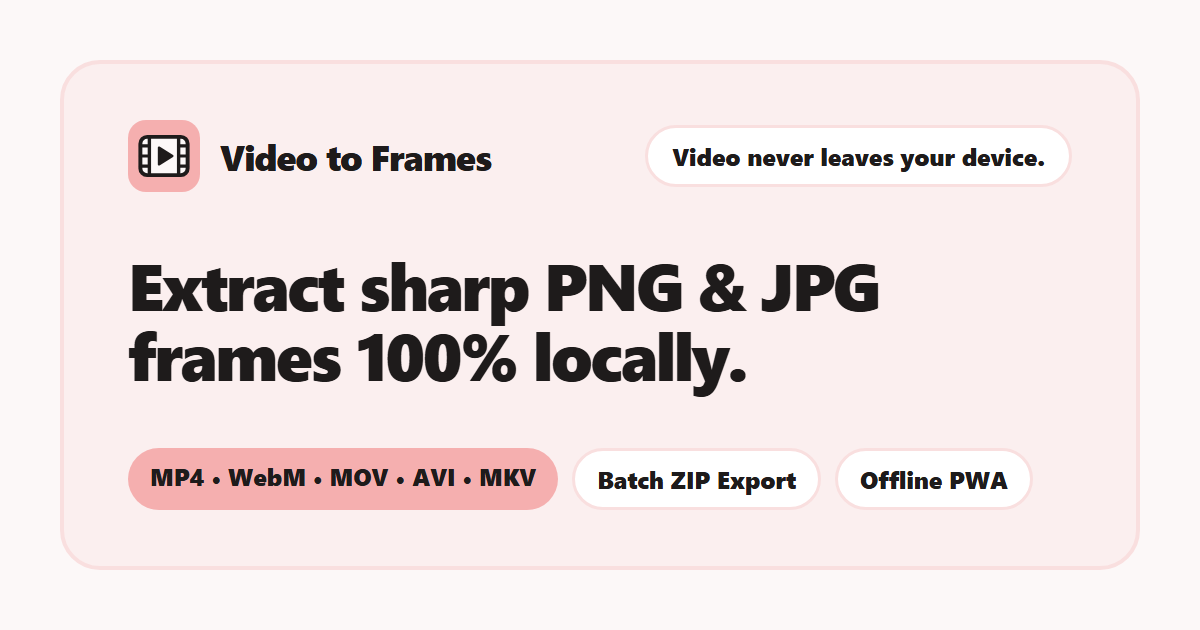 Video to Frames
Video never leaves your device.
Extract sharp PNG & JPG
frames 100% locally.
MP4 • WebM • MOV • AVI • MKV
Batch ZIP Export
Offline PWA